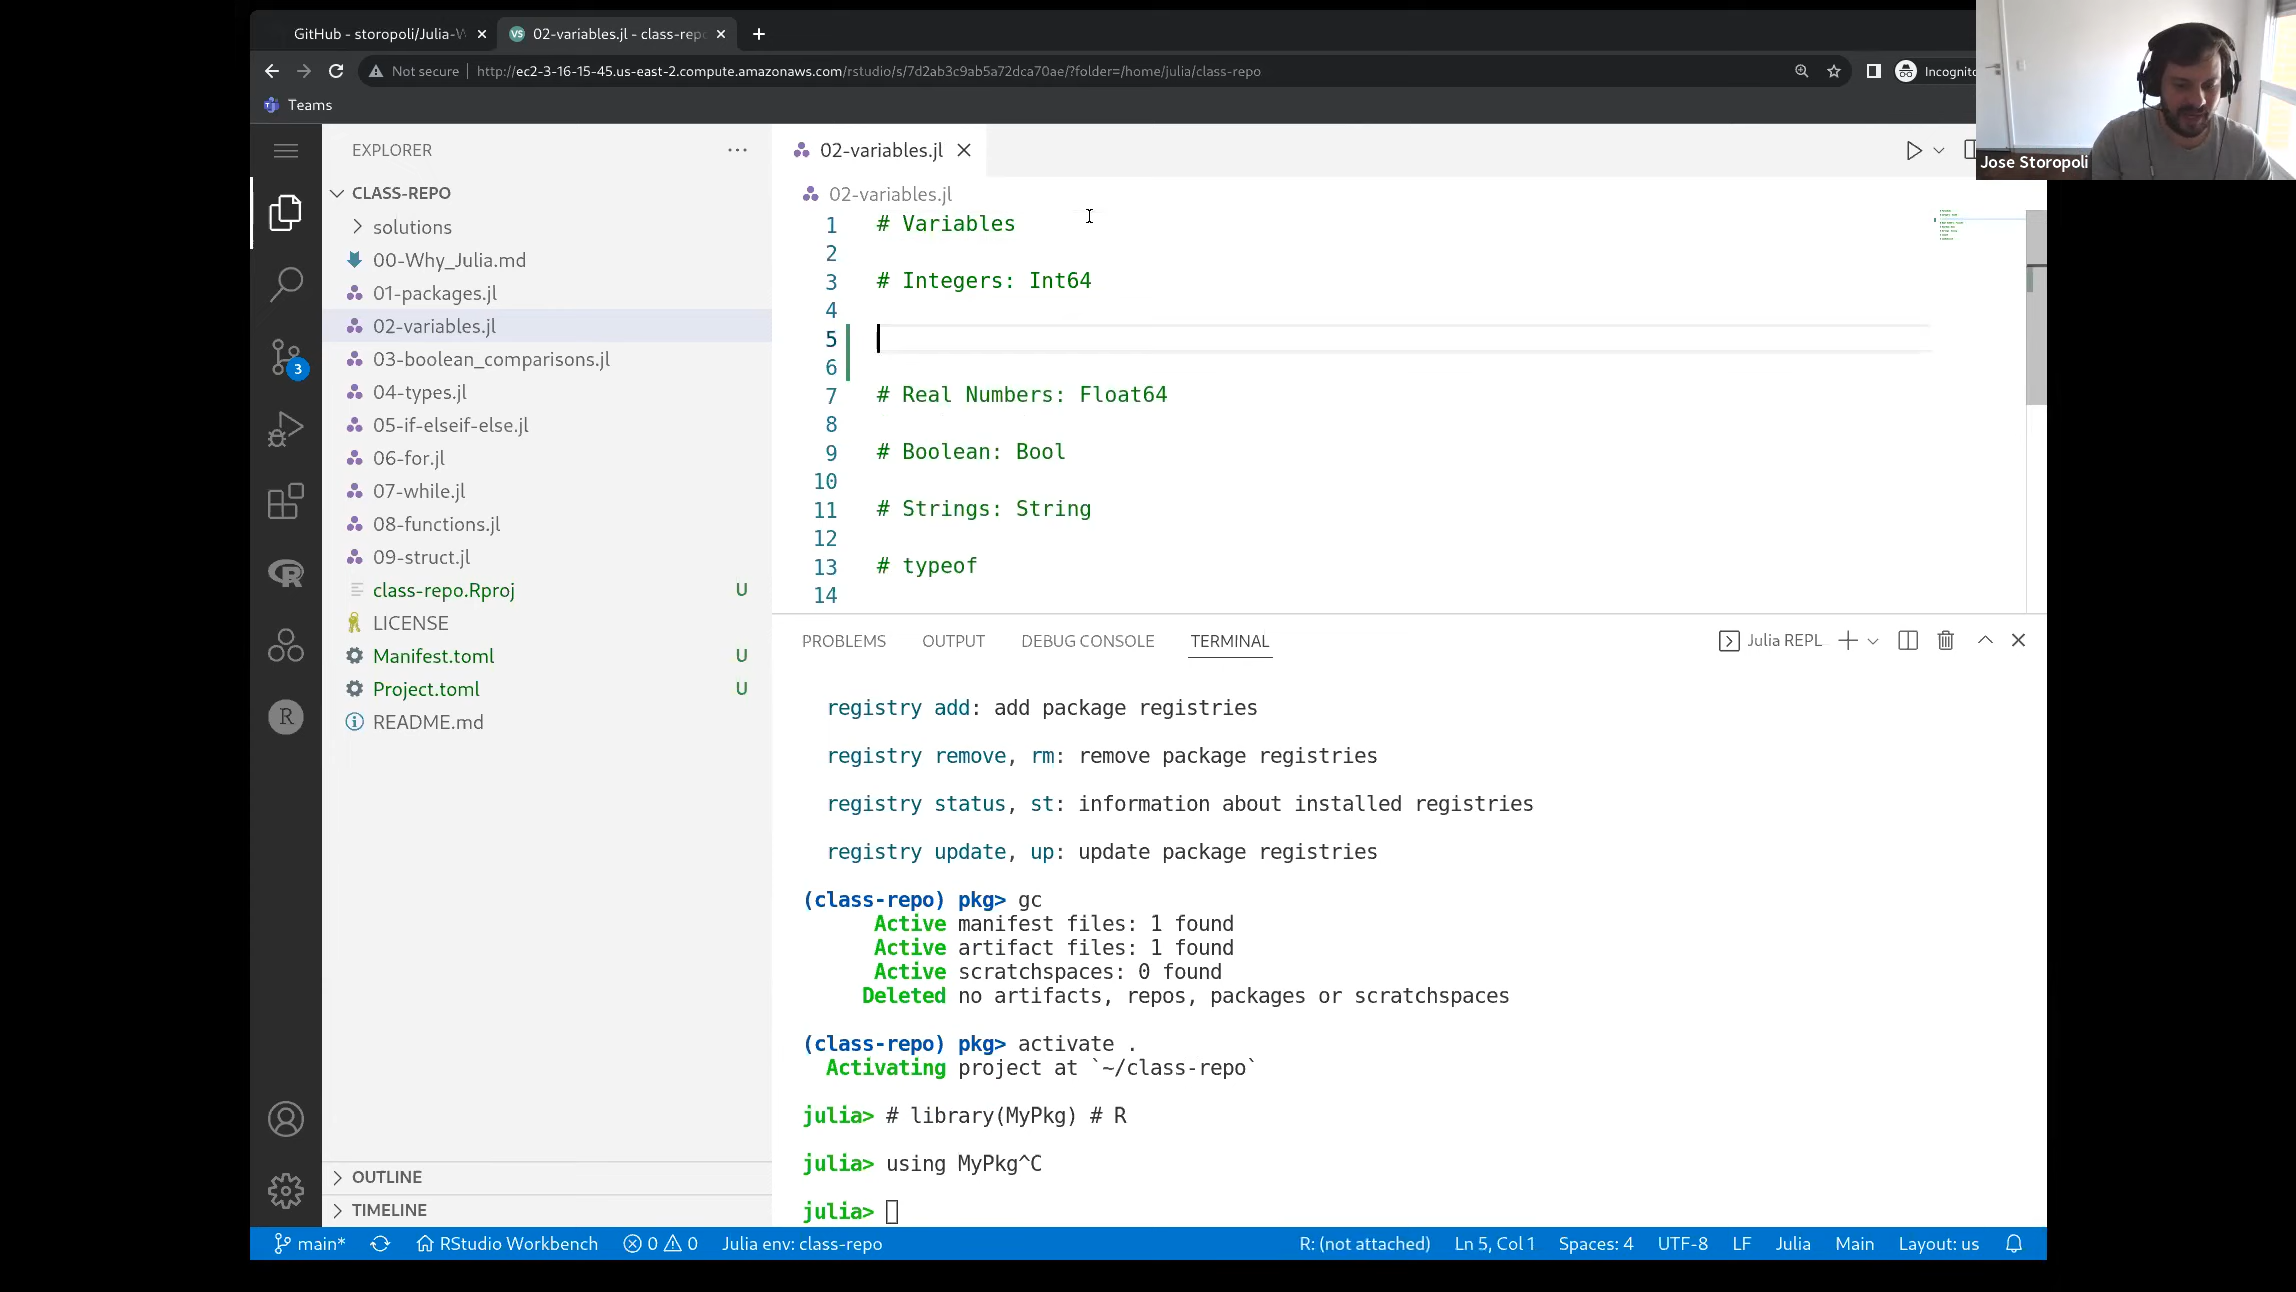 GitHub - storopoli/Julia-W
02-variables.jl - class-rep
Not secure
http://ec2-3-16-15-45.us-east-2.compute.amazonaws.com/rstudio/s/7d2ab3c9ab5a72dca70ae/?folder=/home/julia/class-repo
Incognito
Teams
Jose Storopoli
EXPLORER
CLASS-REPO
solutions
00-Why_Julia.md
01-packages.jl
02-variables.jl
03-boolean_comparisons.jl
04-types.jl
05-if-elseif-else.jl
06-for.jl
07-while.jl
08-functions.jl
09-struct.jl
class-repo.Rproj U
LICENSE
Manifest.toml U
Project.toml U
README.md
OUTLINE
TIMELINE
3
R
R
02-variables.jl
02-variables.jl
1 # Variables
2
3 # Integers: Int64
4
5
6
7 # Real Numbers: Float64
8
9 # Boolean: Bool
10
11 # Strings: String
12
13 # typeof
14
PROBLEMS OUTPUT DEBUG CONSOLE TERMINAL Julia REPL
registry add: add package registries
registry remove, rm: remove package registries
registry status, st: information about installed registries
registry update, up: update package registries
(class-repo) pkg> gc
Active manifest files: 1 found
Active artifact files: 1 found
Active scratchspaces: 0 found
Deleted no artifacts, repos, packages or scratchspaces
(class-repo) pkg> activate .
Activating project at `~/class-repo`
julia> # library(MyPkg) # R
julia> using MyPkg^C
julia>
main* RStudio Workbench 0 0 Julia env: class-repo R: (not attached) Ln 5, Col 1 Spaces: 4 UTF-8 LF Julia Main Layout: us